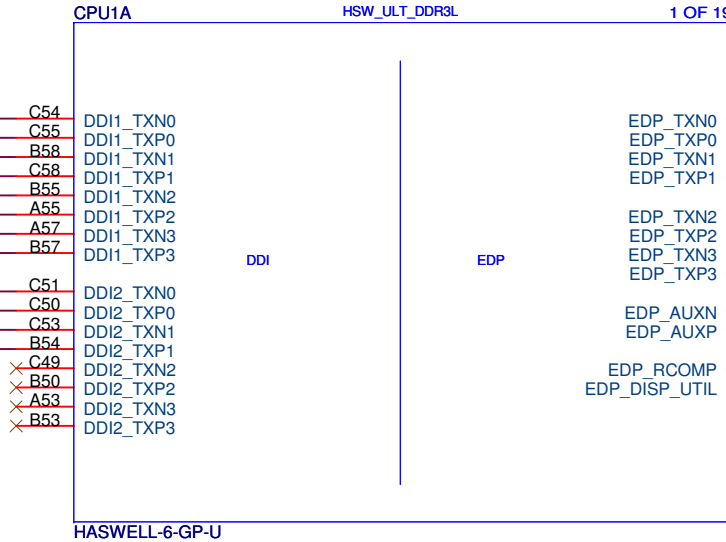 CPU1A HSW_ULT_DDR3L 1 OF 19
C54 DDI1_TXN0 EDP_TXN0
C55 DDI1_TXP0 EDP_TXP0
B58 DDI1_TXN1 EDP_TXN1
C58 DDI1_TXP1 EDP_TXP1
B55 DDI1_TXN2
A55 DDI1_TXP2 EDP_TXN2
A57 DDI1_TXN3 EDP_TXP2
B57 DDI1_TXP3 EDP_TXN3
DDI EDP
EDP_TXP3
C51 DDI2_TXN0
C50 DDI2_TXP0 EDP_AUXN
C53 DDI2_TXN1 EDP_AUXP
B54 DDI2_TXP1
C49 DDI2_TXN2 EDP_RCOMP
B50 DDI2_TXP2 EDP_DISP_UTIL
A53 DDI2_TXN3
B53 DDI2_TXP3
HASWELL-6-GP-U